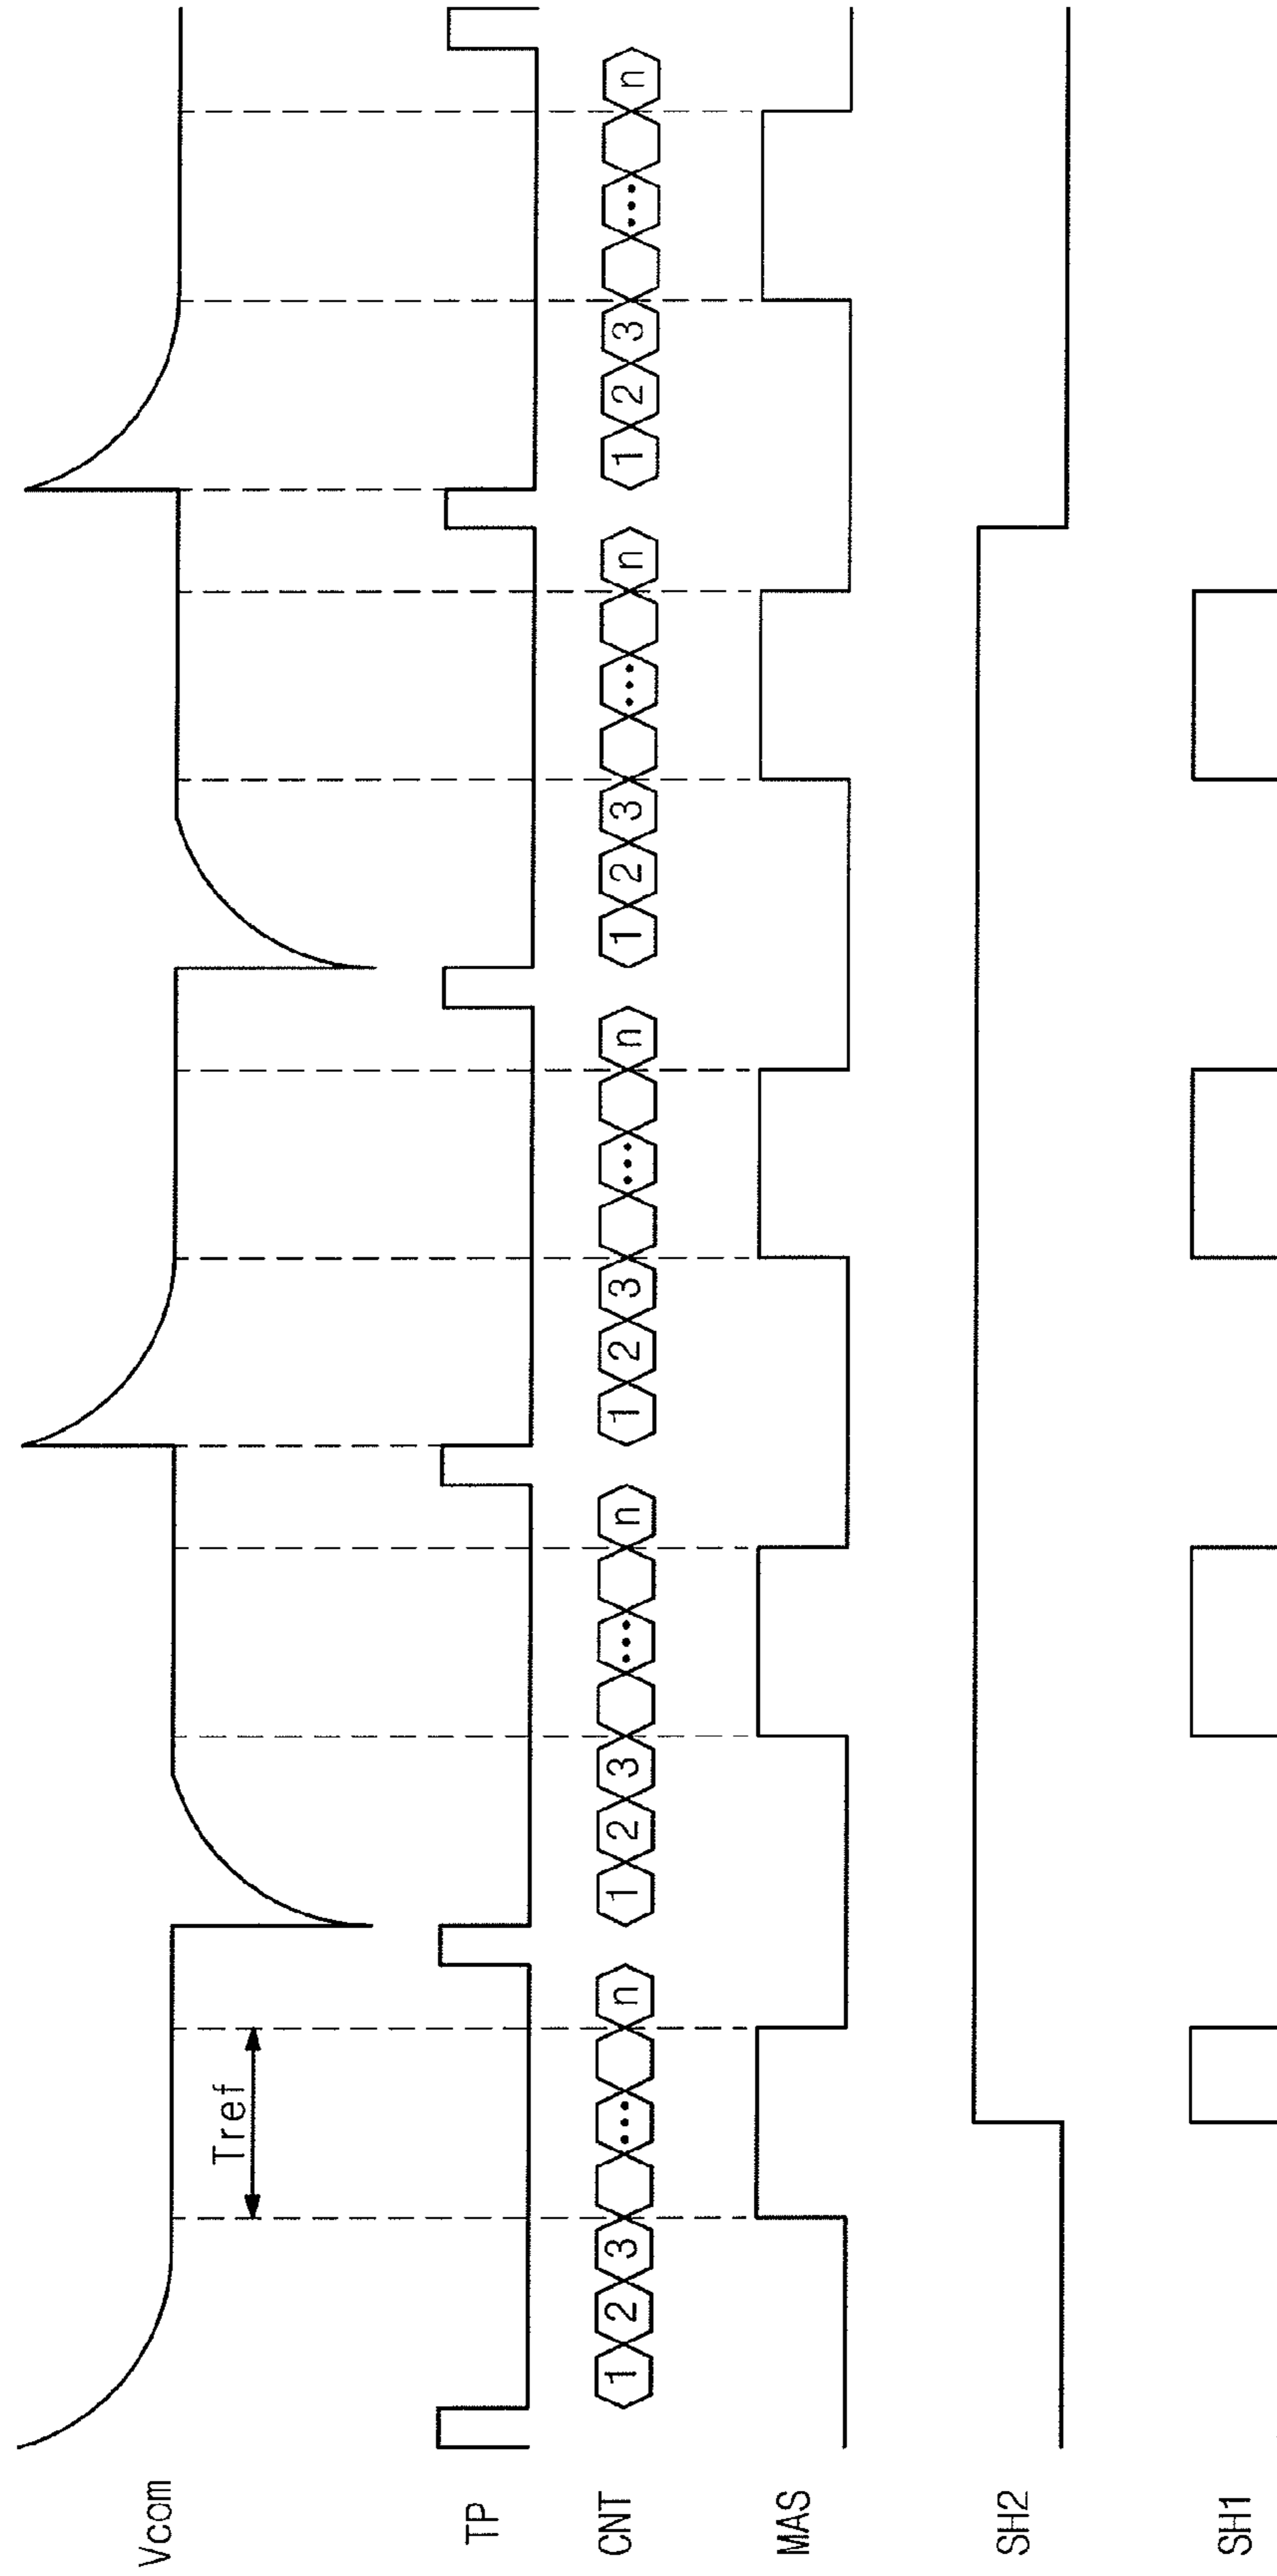 Vcom
Tref
TP
CNT
1 2 3 ••• n 1 2 3 ••• n 1 2 3 ••• n 1 2 3 ••• n 1 2 3 ••• n
MAS
SH2
SH1